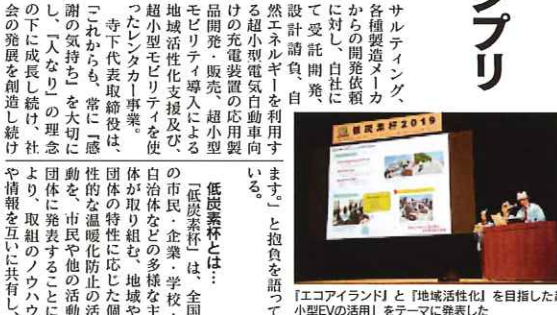 ンプリ
サルティング、
各種製造メーカ
からの開発依頼
に対し、自社に
て受託開発、
設計請負、自
然エネルギーを利用す
る超小型電気自動車向
けの充電装置の応用製
品開発・販売、超小型
モビリティ導入による
地域活性化支援及び、
超小型モビリティを使
ったレンタカー事業。
寺下代表取締役は、
「これからも、常に『感
謝の気持ち』を大切に
し、『人なり』の理念
の下に成長し続け、社
会の発展を創造し続け
ます。」と抱負を語って
いる。
低炭素杯とは…
『低炭素杯』は、全国
の市民・企業・学校・
自治体などの多様な主
体が取り組む、地域や
団体の特性に応じた個
性的な温暖化防止の活
動を、市民や他の活動
団体に発表することに
より、取組のノウハウ
や情報を互いに共有し、
低炭素杯2019
『エコアイランド』と『地域活性化』を目指した超
小型EVの活用」をテーマに発表した